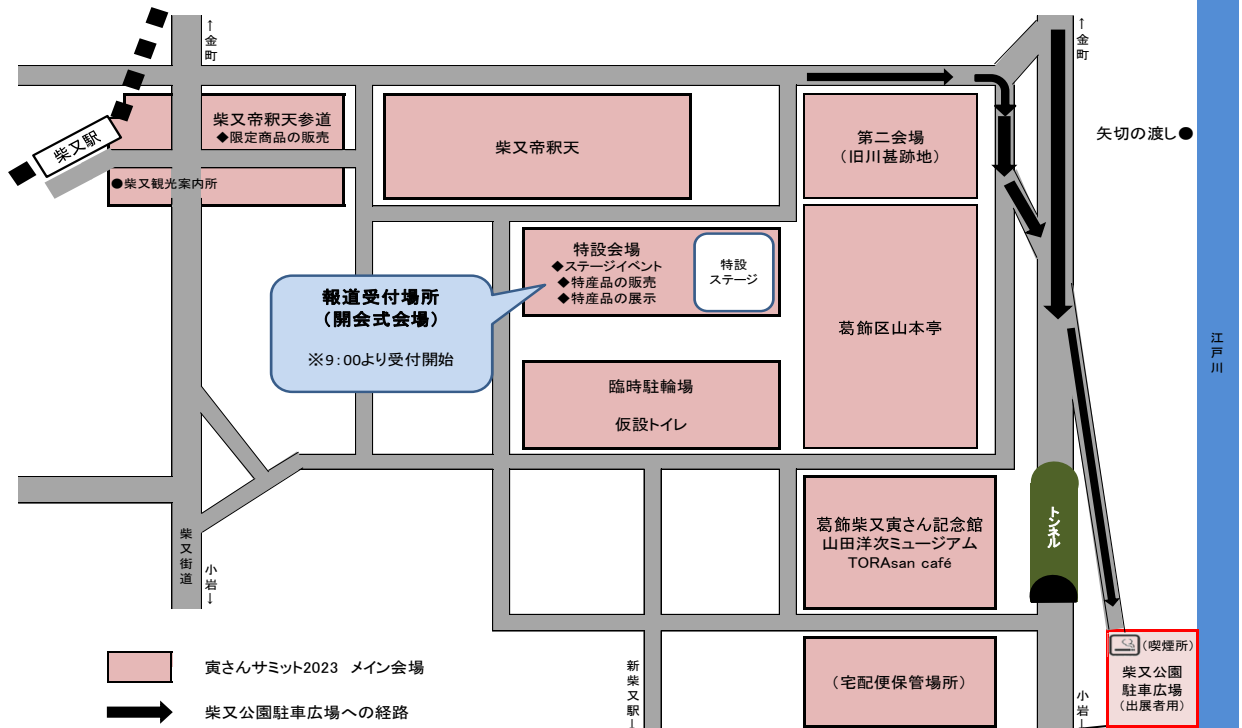 ↑金町
↑金町
柴又駅
柴又帝釈天参道
◆限定商品の販売
●柴又観光案内所
柴又帝釈天
第二会場
(旧川甚跡地)
矢切の渡し●
特設会場
◆ステージイベント
◆特産品の販売
◆特産品の展示
特設
ステージ
報道受付場所
(開会式会場)
※9:00より受付開始
葛飾区山本亭
江戸川
臨時駐輪場
仮設トイレ
葛飾柴又寅さん記念館
山田洋次ミュージアム
TORAsan café
トンネル
柴又街道
小岩↓
(喫煙所)
柴又公園
駐車広場
(出展者用)
(宅配便保管場所)
新柴又駅↓
小岩↓
寅さんサミット2023 メイン会場
柴又公園駐車広場への経路